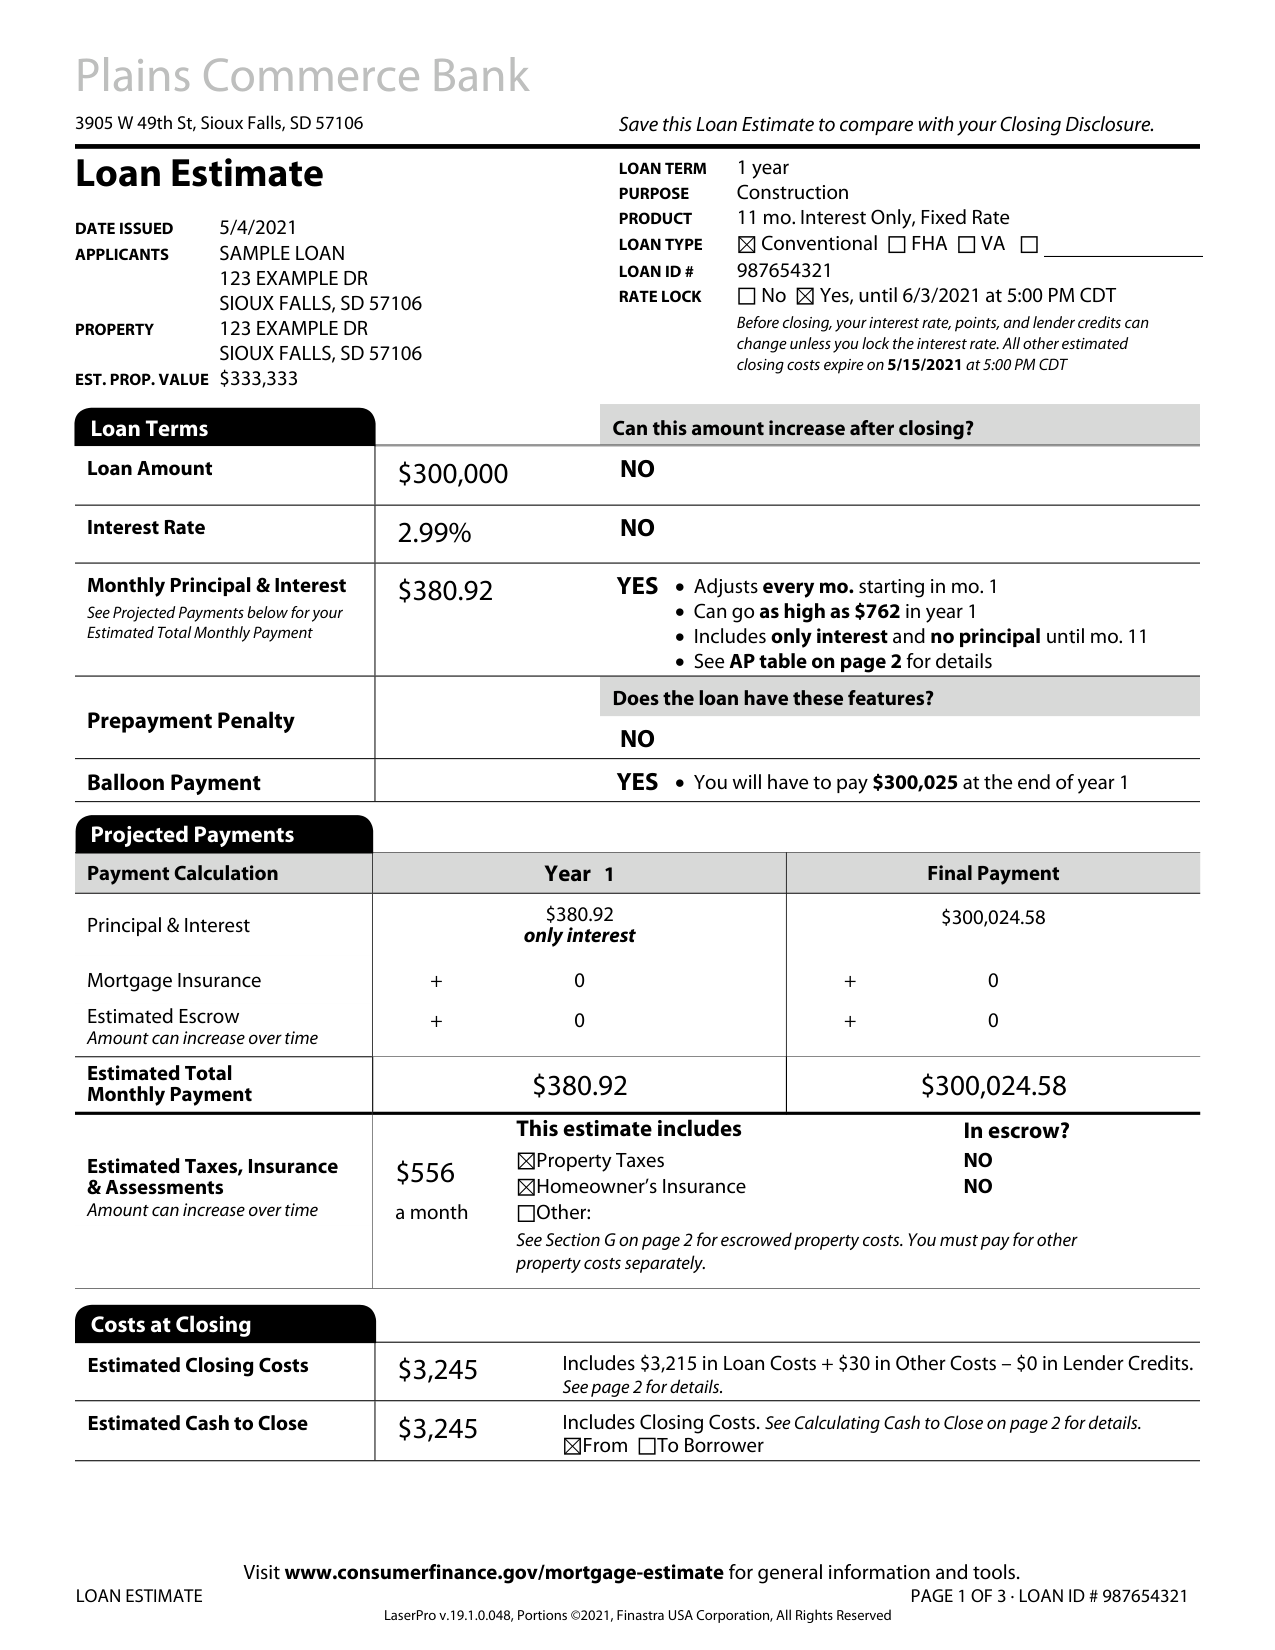 Plains Commerce Bank
3905 W 49th St, Sioux Falls, SD 57106
Save this Loan Estimate to compare with your Closing Disclosure.
Loan Estimate
DATE ISSUED 5/4/2021
APPLICANTS SAMPLE LOAN
123 EXAMPLE DR
SIOUX FALLS, SD 57106
PROPERTY 123 EXAMPLE DR
SIOUX FALLS, SD 57106
EST. PROP. VALUE $333,333
LOAN TERM 1 year
PURPOSE Construction
PRODUCT 11 mo. Interest Only, Fixed Rate
LOAN TYPE ☒ Conventional ☐ FHA ☐ VA ☐
LOAN ID # 987654321
RATE LOCK ☐ No ☒ Yes, until 6/3/2021 at 5:00 PM CDT
Before closing, your interest rate, points, and lender credits can
change unless you lock the interest rate. All other estimated
closing costs expire on 5/15/2021 at 5:00 PM CDT
Loan Terms Can this amount increase after closing?
Loan Amount $300,000 NO
Interest Rate 2.99% NO
Monthly Principal & Interest $380.92
See Projected Payments below for your
Estimated Total Monthly Payment
YES • Adjusts every mo. starting in mo. 1
• Can go as high as $762 in year 1
• Includes only interest and no principal until mo. 11
• See AP table on page 2 for details
Does the loan have these features?
Prepayment Penalty NO
Balloon Payment YES • You will have to pay $300,025 at the end of year 1
Projected Payments
Payment Calculation Year 1 Final Payment
Principal & Interest $380.92 $300,024.58
only interest
Mortgage Insurance + 0 + 0
Estimated Escrow + 0 + 0
Amount can increase over time
Estimated Total
Monthly Payment $380.92 $300,024.58
Estimated Taxes, Insurance
& Assessments
Amount can increase over time
$556
a month
This estimate includes In escrow?
☒Property Taxes NO
☒Homeowner’s Insurance NO
☐Other:
See Section G on page 2 for escrowed property costs. You must pay for other
property costs separately.
Costs at Closing
Estimated Closing Costs $3,245 Includes $3,215 in Loan Costs + $30 in Other Costs – $0 in Lender Credits.
See page 2 for details.
Estimated Cash to Close $3,245 Includes Closing Costs. See Calculating Cash to Close on page 2 for details.
☒From ☐To Borrower
Visit www.consumerfinance.gov/mortgage-estimate for general information and tools.
LOAN ESTIMATE PAGE 1 OF 3 · LOAN ID # 987654321
LaserPro v.19.1.0.048, Portions ©2021, Finastra USA Corporation, All Rights Reserved